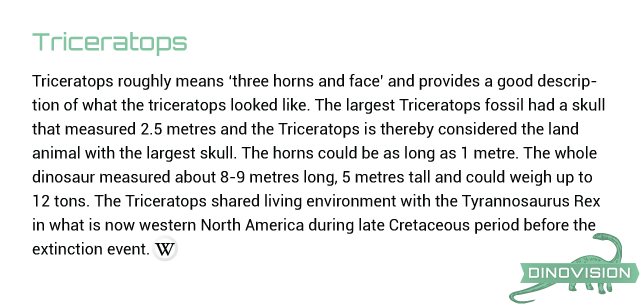 Triceratops
Triceratops roughly means ‘three horns and face’ and provides a good descrip-
tion of what the triceratops looked like. The largest Triceratops fossil had a skull
that measured 2.5 metres and the Triceratops is thereby considered the land
animal with the largest skull. The horns could be as long as 1 metre. The whole
dinosaur measured about 8-9 metres long, 5 metres tall and could weigh up to
12 tons. The Triceratops shared living environment with the Tyrannosaurus Rex
in what is now western North America during late Cretaceous period before the
extinction event. W
DINOVISION